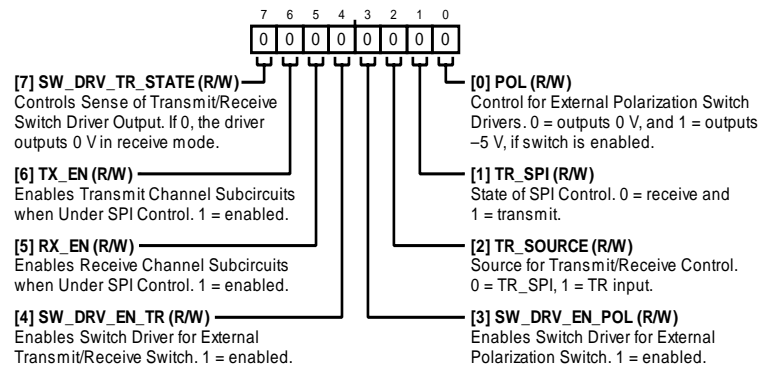 7 6 5 4 3 2 1 0
0 0 0 0 0 0 0 0
[7] SW_DRV_TR_STATE (R/W)
Controls Sense of Transmit/Receive
Switch Driver Output. If 0, the driver
outputs 0 V in receive mode.
[6] TX_EN (R/W)
Enables Transmit Channel Subcircuits
when Under SPI Control. 1 = enabled.
[5] RX_EN (R/W)
Enables Receive Channel Subcircuits
when Under SPI Control. 1 = enabled.
[4] SW_DRV_EN_TR (R/W)
Enables Switch Driver for External
Transmit/Receive Switch. 1 = enabled.
[0] POL (R/W)
Control for External Polarization Switch
Drivers. 0 = outputs 0 V, and 1 = outputs
–5 V, if switch is enabled.
[1] TR_SPI (R/W)
State of SPI Control. 0 = receive and
1 = transmit.
[2] TR_SOURCE (R/W)
Source for Transmit/Receive Control.
0 = TR_SPI, 1 = TR input.
[3] SW_DRV_EN_POL (R/W)
Enables Switch Driver for External
Polarization Switch. 1 = enabled.